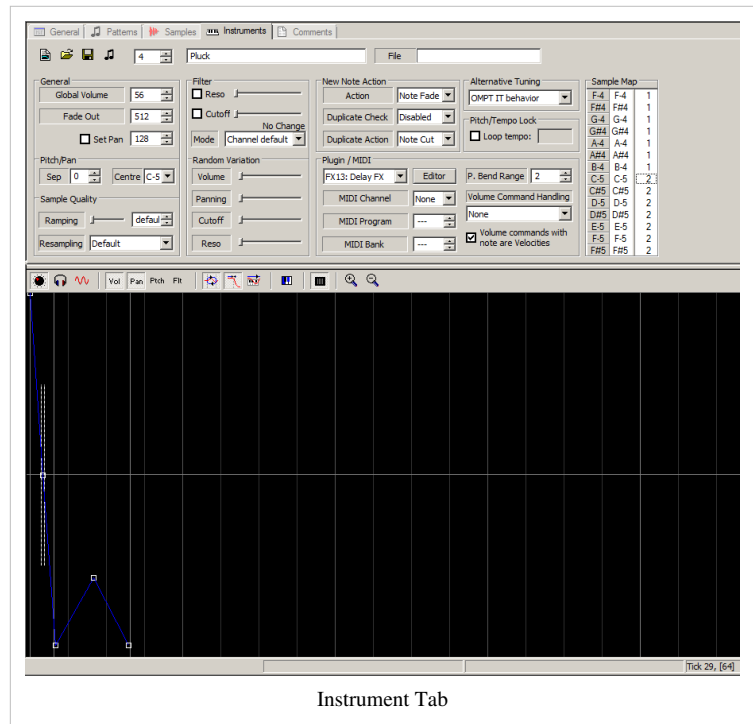 General Patterns Samples Instruments Comments
4 Pluck File
General
Global Volume 56
Fade Out 512
Set Pan 128
Pitch/Pan
Sep 0 Centre C-5
Sample Quality
Ramping defaul
Resampling Default
Filter
Reso
Cutoff
No Change
Mode Channel default
Random Variation
Volume
Panning
Cutoff
Reso
New Note Action
Action Note Fade
Duplicate Check Disabled
Duplicate Action Note Cut
Alternative Tuning
OMPT IT behavior
Pitch/Tempo Lock
Loop tempo:
Plugin / MIDI
FX13: Delay FX Editor P. Bend Range 2
MIDI Channel None
MIDI Program ---
MIDI Bank ---
Volume Command Handling
None
Volume commands with
note are Velocities
Sample Map
F-4 F-4 1
F#4 F#4 1
G-4 G-4 1
G#4 G#4 1
A-4 A-4 1
A#4 A#4 1
B-4 B-4 1
C-5 C-5 2
C#5 C#5 2
D-5 D-5 2
D#5 D#5 2
E-5 E-5 2
F-5 F-5 2
F#5 F#5 2
Vol Pan Ptch Flt
Tick 29, [64]
Instrument Tab